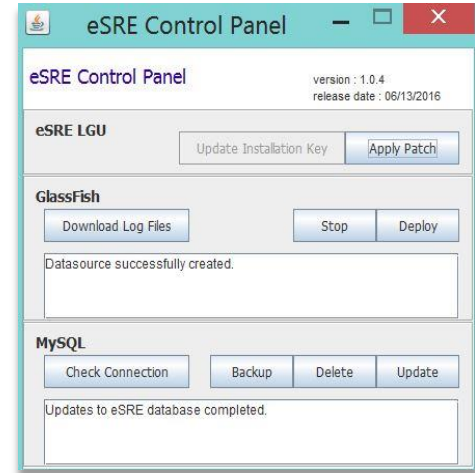 eSRE Control Panel
eSRE Control Panel
version : 1.0.4
release date : 06/13/2016
eSRE LGU
Update Installation Key Apply Patch
GlassFish
Download Log Files Stop Deploy
Datasource successfully created.
MySQL
Check Connection Backup Delete Update
Updates to eSRE database completed.